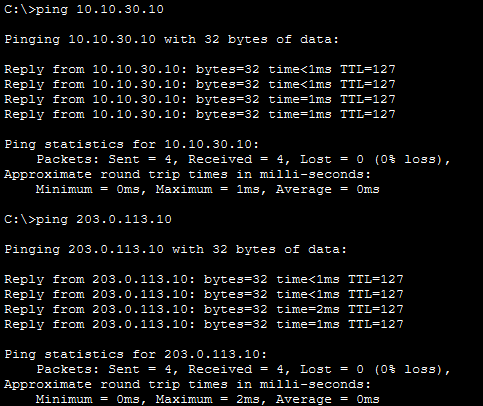 C:\>ping 10.10.30.10
Pinging 10.10.30.10 with 32 bytes of data:
Reply from 10.10.30.10: bytes=32 time<1ms TTL=127
Reply from 10.10.30.10: bytes=32 time<1ms TTL=127
Reply from 10.10.30.10: bytes=32 time=1ms TTL=127
Reply from 10.10.30.10: bytes=32 time=1ms TTL=127
Ping statistics for 10.10.30.10:
    Packets: Sent = 4, Received = 4, Lost = 0 (0% loss),
Approximate round trip times in milli-seconds:
    Minimum = 0ms, Maximum = 1ms, Average = 0ms
C:\>ping 203.0.113.10
Pinging 203.0.113.10 with 32 bytes of data:
Reply from 203.0.113.10: bytes=32 time<1ms TTL=127
Reply from 203.0.113.10: bytes=32 time<1ms TTL=127
Reply from 203.0.113.10: bytes=32 time=2ms TTL=127
Reply from 203.0.113.10: bytes=32 time=1ms TTL=127
Ping statistics for 203.0.113.10:
    Packets: Sent = 4, Received = 4, Lost = 0 (0% loss),
Approximate round trip times in milli-seconds:
    Minimum = 0ms, Maximum = 2ms, Average = 0ms